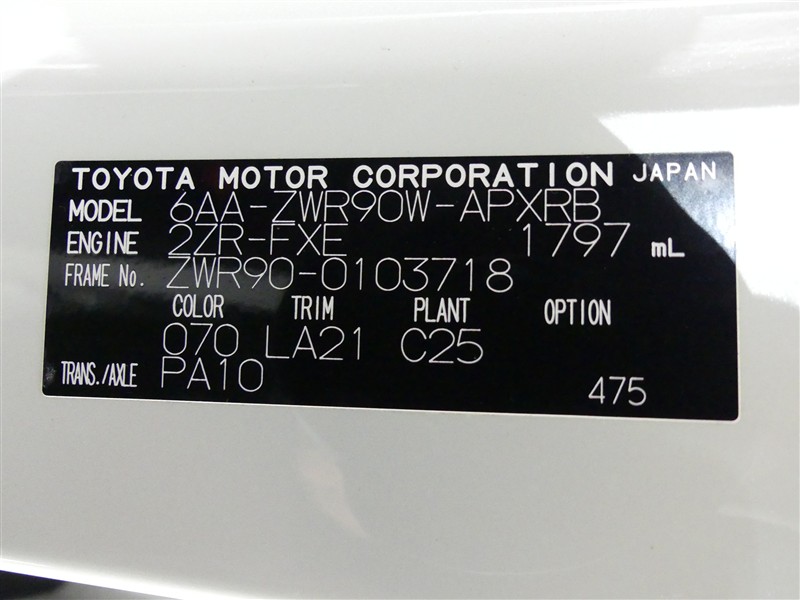 TOYOTA MOTOR CORPORATION JAPAN
MODEL 6AA-ZWR90W-APXRB
ENGINE 2ZR-FXE 1797 mL
FRAME No. ZWR90-0103718
COLOR TRIM PLANT OPTION
070 LA21 C25
TRANS./AXLE PA10
475